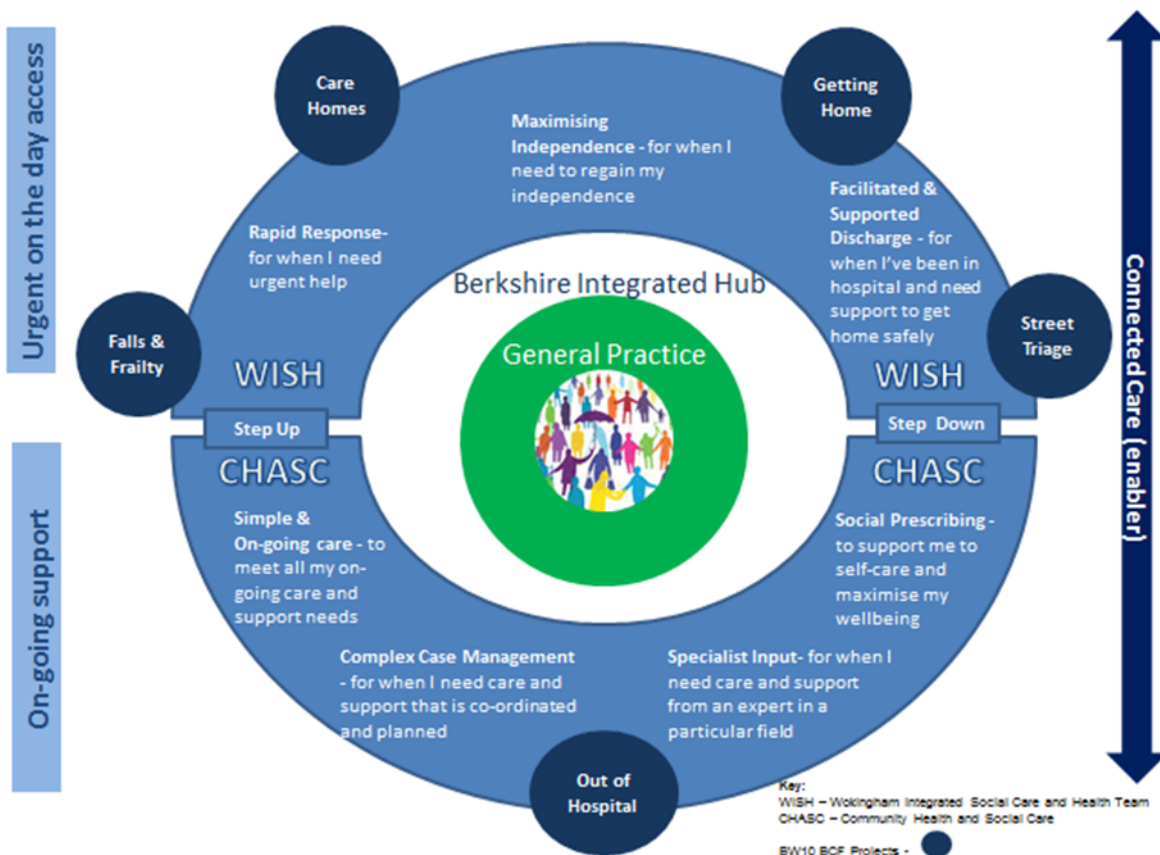 Urgent on the day access
On-going support
Care
Homes
Getting
Home
Falls &
Frailty
Street
Triage
Out of
Hospital
Maximising
Independence - for when I
need to regain my
independence
Rapid Response-
for when I need
urgent help
Facilitated &
Supported
Discharge - for
when I've been in
hospital and need
support to get
home safely
WISH
WISH
Step Up
Step Down
CHASC
CHASC
Berkshire Integrated Hub
General Practice
Simple &
On-going care - to
meet all my on-
going care and
support needs
Social Prescribing -
to support me to
self-care and
maximise my
wellbeing
Complex Case Management
- for when I need care and
support that is co-ordinated
and planned
Specialist Input- for when I
need care and support
from an expert in a
particular field
Connected Care (enabler)
Key:
WISH – Wokingham Integrated Social Care and Health Team
CHASC – Community Health and Social Care
BW10 BCF Projects -